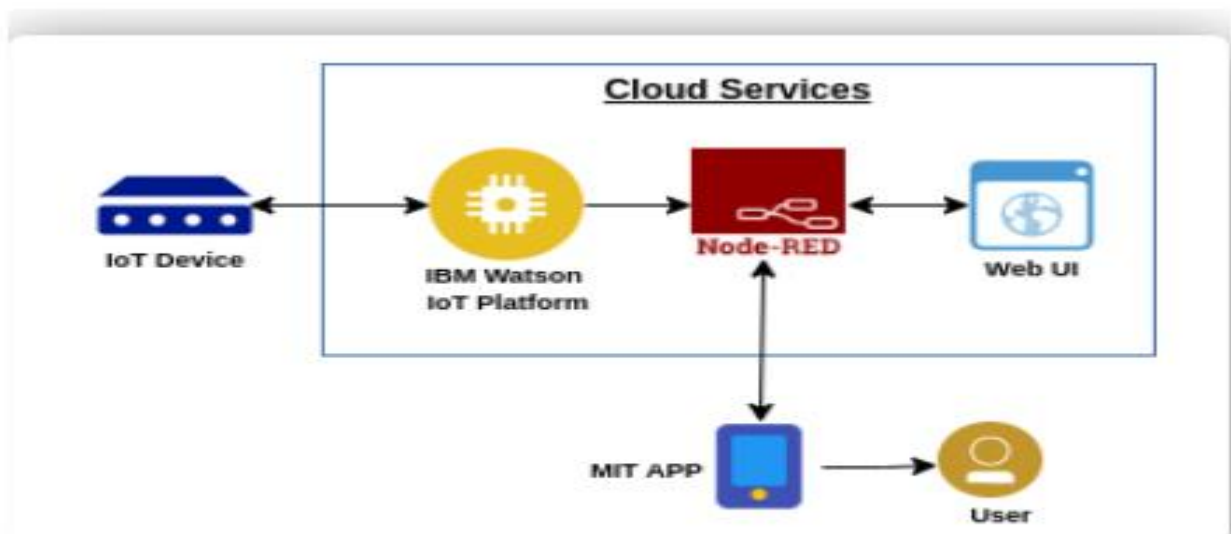 Cloud Services
IoT Device
IBM Watson
IoT Platform
Node-RED
Web UI
MIT APP
User